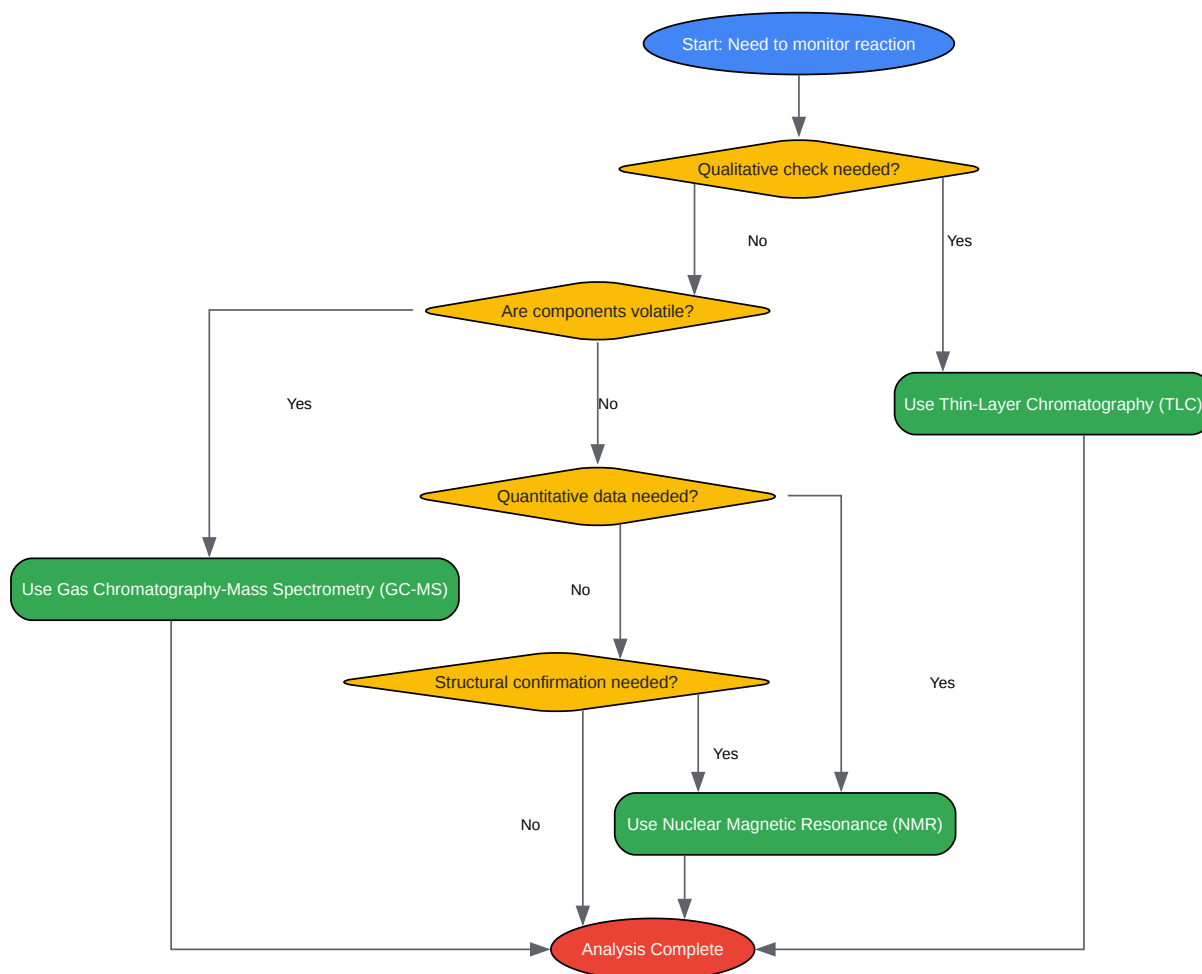 Start: Need to monitor reaction
Qualitative check needed?
No
Yes
Are components volatile?
Yes
No
Use Thin-Layer Chromatography (TLC)
Quantitative data needed?
Use Gas Chromatography-Mass Spectrometry (GC-MS)
No
Structural confirmation needed?
Yes
Yes
No
Use Nuclear Magnetic Resonance (NMR)
Analysis Complete